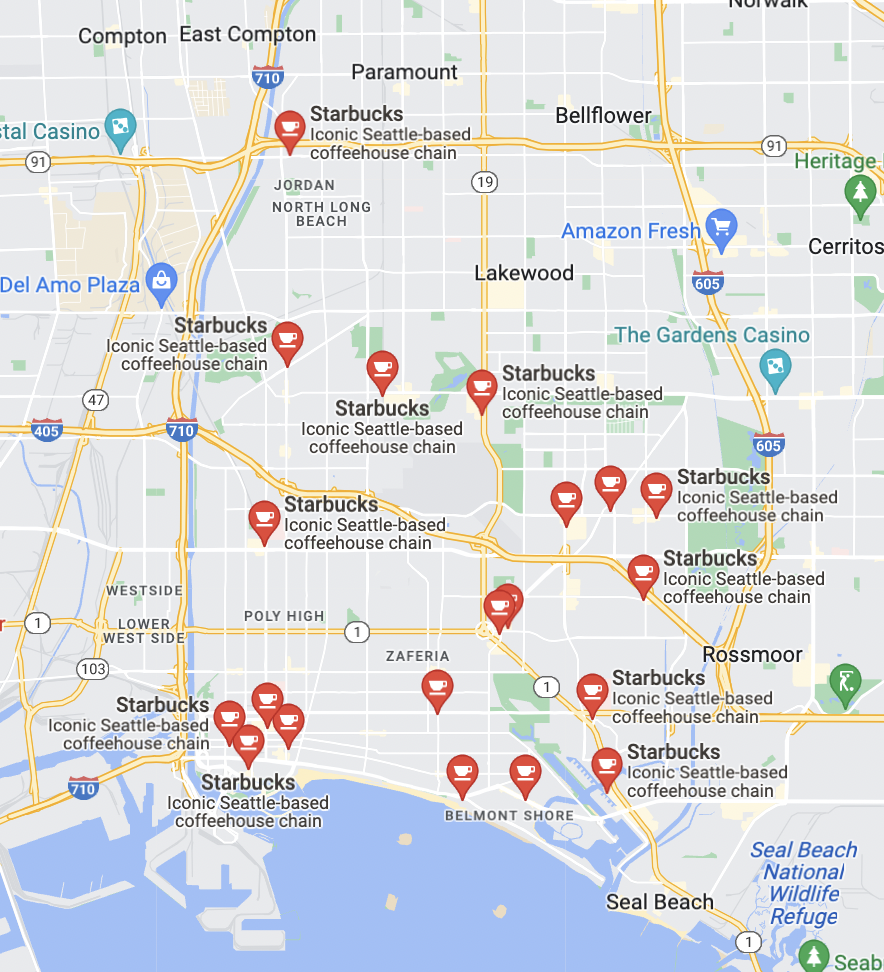 Norwalk
Compton
East Compton
710
Paramount
Starbucks
Iconic Seattle-based
coffeehouse chain
Bellflower
stal Casino
91
91
Heritage
JORDAN
19
NORTH LONG
BEACH
Amazon Fresh
Cerritos
Lakewood
Del Amo Plaza
605
Starbucks
Iconic Seattle-based
coffeehouse chain
The Gardens Casino
Starbucks
Iconic Seattle-based
coffeehouse chain
Starbucks
Iconic Seattle-based
coffeehouse chain
47
405
710
605
Starbucks
Iconic Seattle-based
coffeehouse chain
Starbucks
Iconic Seattle-based
coffeehouse chain
Starbucks
Iconic Seattle-based
coffeehouse chain
WESTSIDE
POLY HIGH
1
LOWER
WEST SIDE
1
r
ZAFERIA
103
Rossmoor
1
Starbucks
Iconic Seattle-based
coffeehouse chain
Starbucks
Iconic Seattle-based
coffeehouse chain
Starbucks
Iconic Seattle-based
coffeehouse chain
710
Starbucks
Iconic Seattle-based
coffeehouse chain
BELMONT SHORE
Seal Beach
National
Wildlife
Refuge
Seal Beach
1
Seab